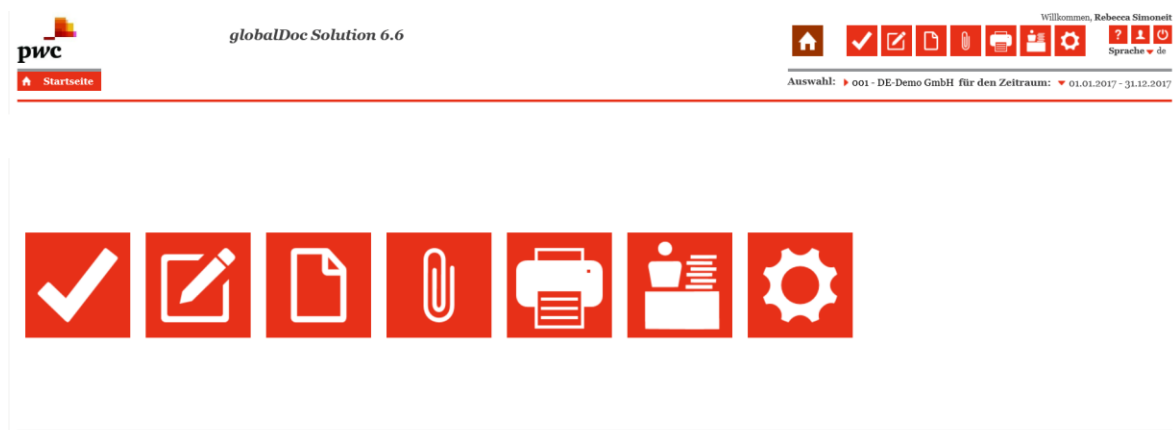 pwc
globalDoc Solution 6.6
Willkommen, Rebecca Simoneit
?
Sprache de
Startseite
Auswahl: 001 - DE-Demo GmbH für den Zeitraum: 01.01.2017 - 31.12.2017